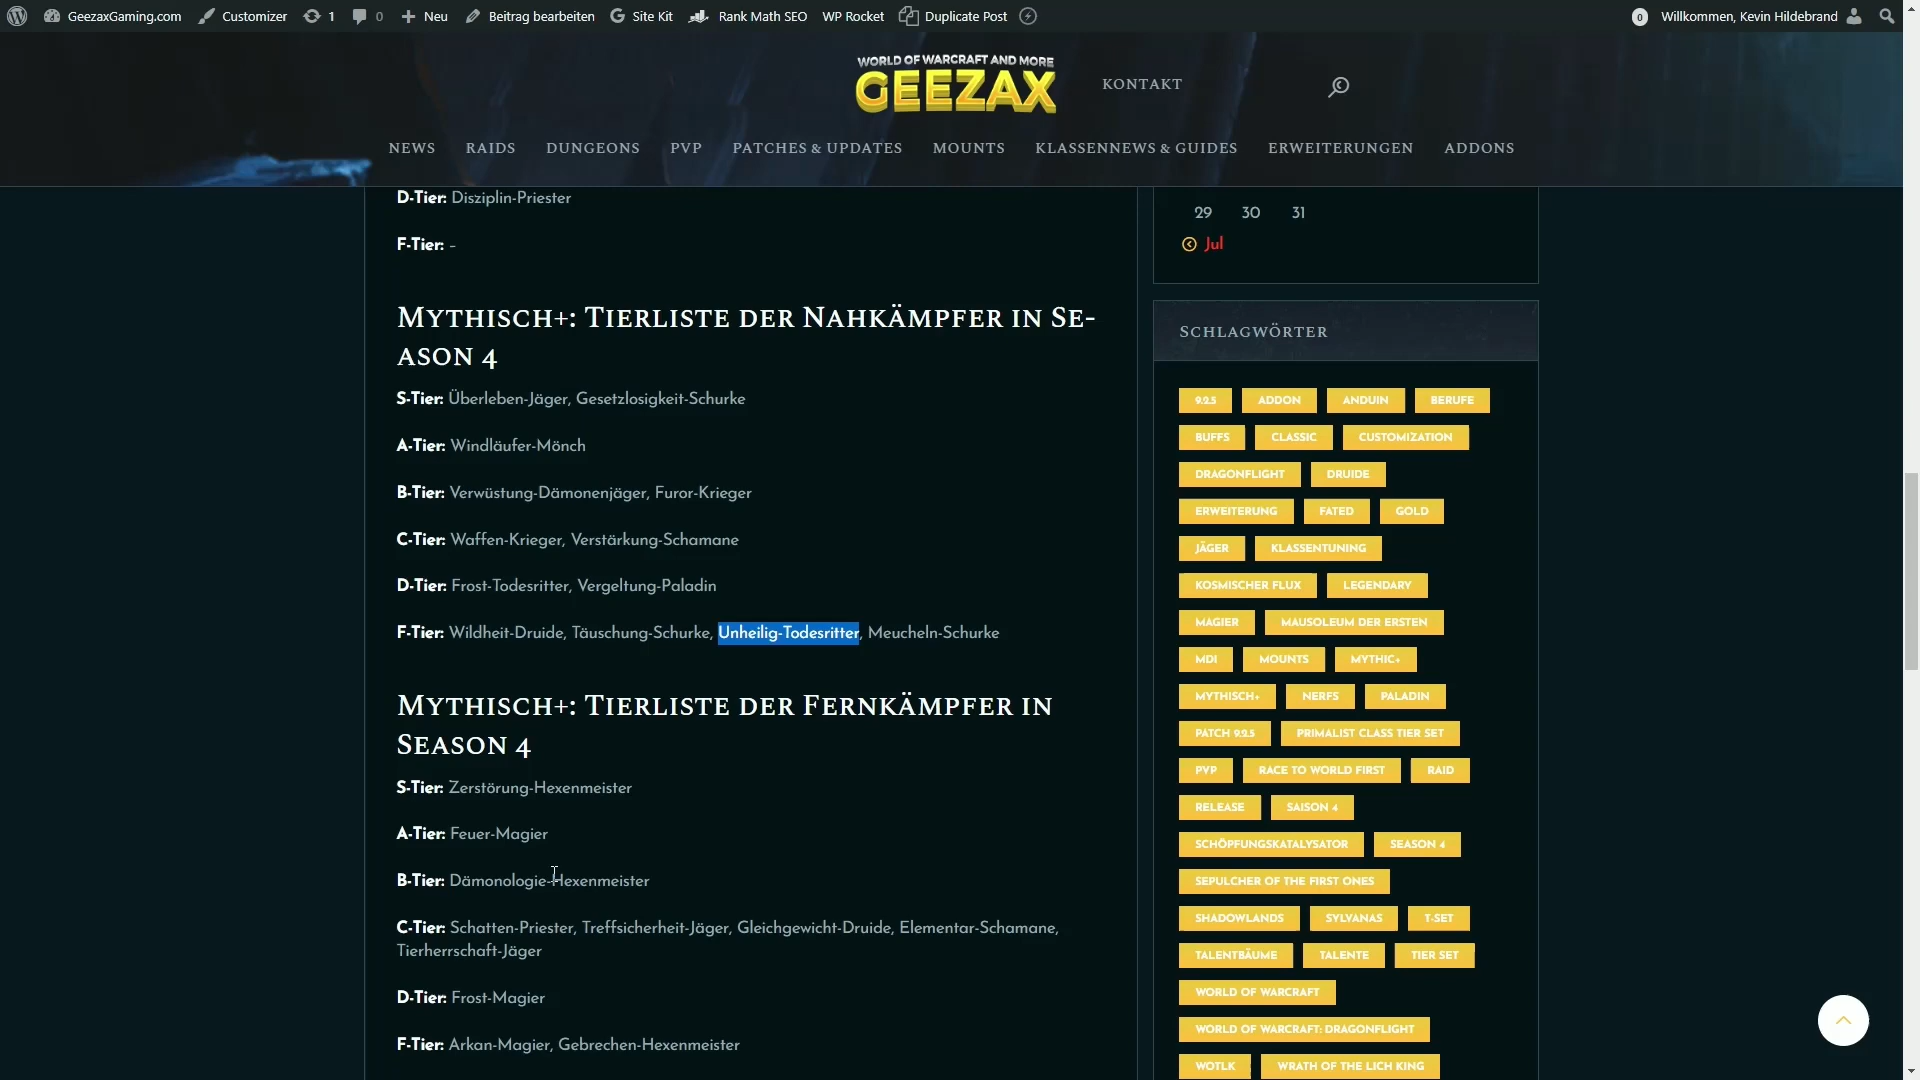 GeezaxGaming.com Customizer 1 0 Neu Beitrag bearbeiten Site Kit Rank Math SEO WP Rocket Duplicate Post 0 Willkommen, Kevin Hildebrand
WORLD OF WARCRAFT AND MORE
GEEZAX
KONTAKT
NEWS RAIDS DUNGEONS PVP PATCHES & UPDATES MOUNTS KLASSENNEWS & GUIDES ERWEITERUNGEN ADDONS
D-Tier: Disziplin-Priester
F-Tier: –
Mythisch+: Tierliste der Nahkämpfer in Se-
ason 4
S-Tier: Überleben-Jäger, Gesetzlosigkeit-Schurke
A-Tier: Windläufer-Mönch
B-Tier: Verwüstung-Dämonenjäger, Furor-Krieger
C-Tier: Waffen-Krieger, Verstärkung-Schamane
D-Tier: Frost-Todesritter, Vergeltung-Paladin
F-Tier: Wildheit-Druide, Täuschung-Schurke, Unheilig-Todesritter, Meucheln-Schurke
Mythisch+: Tierliste der Fernkämpfer in
Season 4
S-Tier: Zerstörung-Hexenmeister
A-Tier: Feuer-Magier
B-Tier: Dämonologie-Hexenmeister
C-Tier: Schatten-Priester, Treffsicherheit-Jäger, Gleichgewicht-Druide, Elementar-Schamane,
Tierherrschaft-Jäger
D-Tier: Frost-Magier
F-Tier: Arkan-Magier, Gebrechen-Hexenmeister
29 30 31
Jul
Schlagwörter
9.2.5 ADDON ANDUIN BERUFE
BUFFS CLASSIC CUSTOMIZATION
DRAGONFLIGHT DRUIDE
ERWEITERUNG FATED GOLD
JÄGER KLASSENTUNING
KOSMISCHER FLUX LEGENDARY
MAGIER MAUSOLEUM DER ERSTEN
MDI MOUNTS MYTHIC+
MYTHISCH+ NERFS PALADIN
PATCH 9.2.5 PRIMALIST CLASS TIER SET
PVP RACE TO WORLD FIRST RAID
RELEASE SAISON 4
SCHÖPFUNGSKATALYSATOR SEASON 4
SEPULCHER OF THE FIRST ONES
SHADOWLANDS SYLVANAS T-SET
TALENTBÄUME TALENTE TIER SET
WORLD OF WARCRAFT
WORLD OF WARCRAFT: DRAGONFLIGHT
WOTLK WRATH OF THE LICH KING